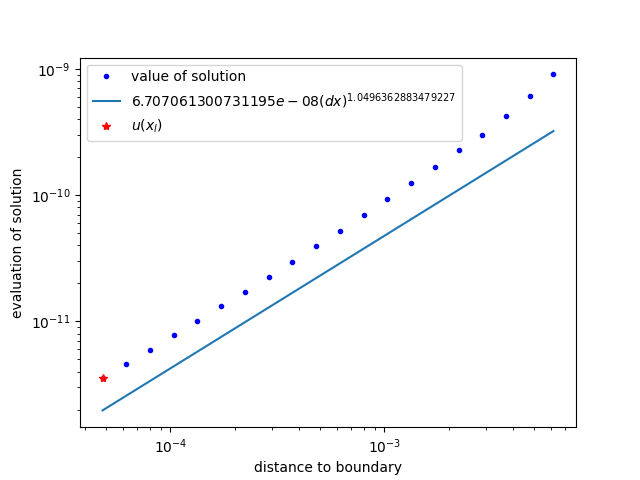 10⁻⁹
value of solution
6.707061300731195e − 08(dx)^1.0496362883479227
u(x_l)
10⁻¹⁰
10⁻¹¹
evaluation of solution
10⁻⁴
10⁻³
distance to boundary